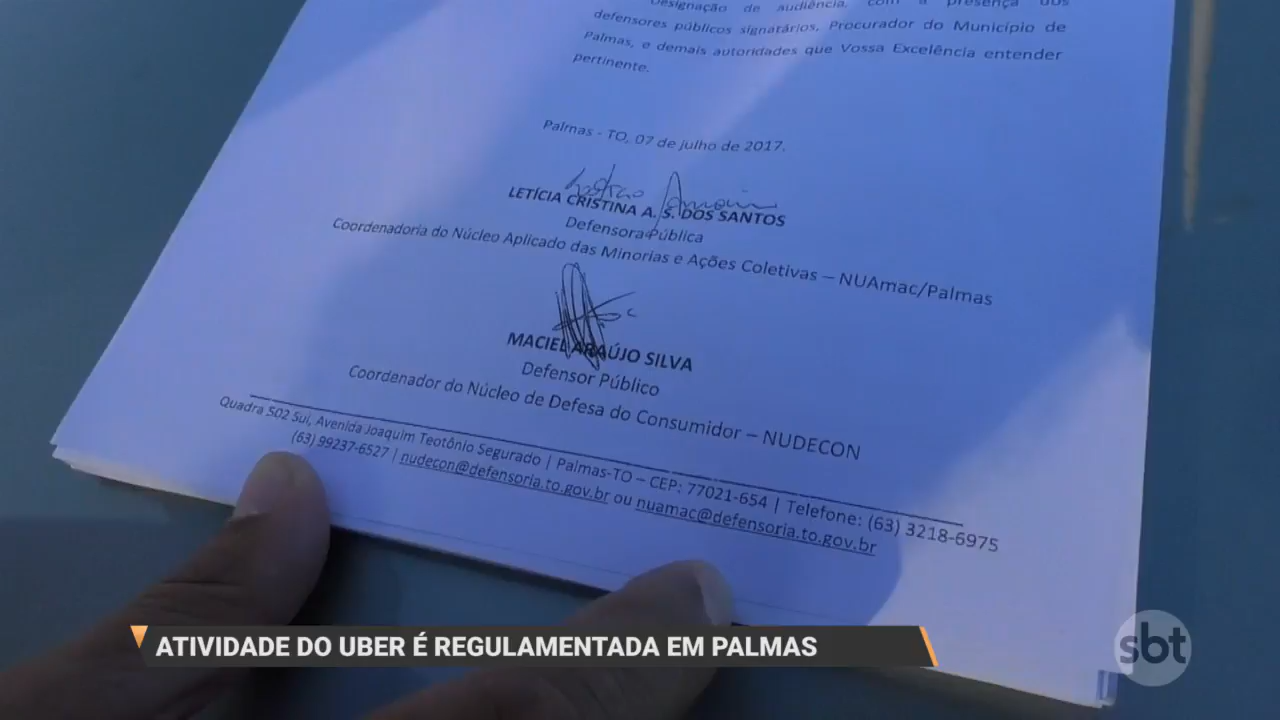 Designação de audiência, com a presença dos
defensores públicos signatários, Procurador do Município de
Palmas, e demais autoridades que Vossa Excelência entender
pertinente.
Palmas - TO, 07 de julho de 2017.
LETÍCIA CRISTINA A. S. DOS SANTOS
Defensora Pública
Coordenadoria do Núcleo Aplicado das Minorias e Ações Coletivas – NUAmac/Palmas
MACIEL ARAÚJO SILVA
Defensor Público
Coordenador do Núcleo de Defesa do Consumidor – NUDECON
Quadra 502 Sul, Avenida Joaquim Teotônio Segurado | Palmas-TO – CEP: 77021-654 | Telefone: (63) 3218-6975
(63) 99237-6527 | nudecon@defensoria.to.gov.br ou nuamac@defensoria.to.gov.br
ATIVIDADE DO UBER É REGULAMENTADA EM PALMAS
sbt